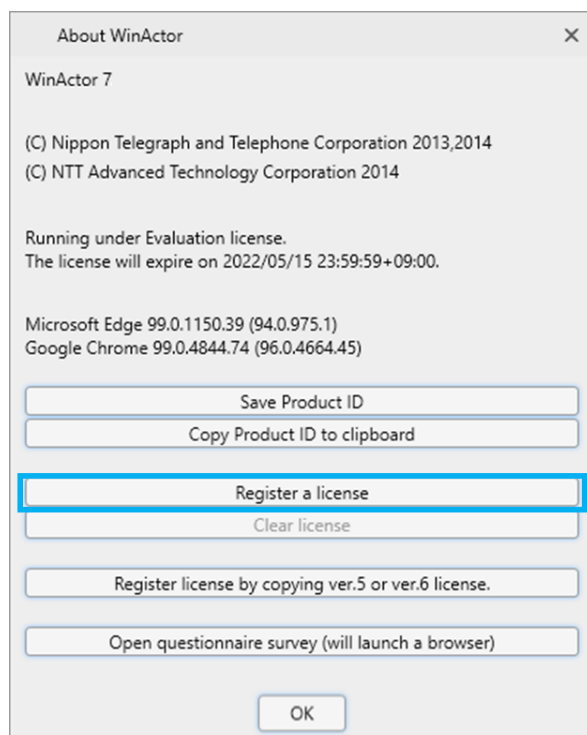 About WinActor
WinActor 7
(C) Nippon Telegraph and Telephone Corporation 2013,2014
(C) NTT Advanced Technology Corporation 2014
Running under Evaluation license.
The license will expire on 2022/05/15 23:59:59+09:00.
Microsoft Edge 99.0.1150.39 (94.0.975.1)
Google Chrome 99.0.4844.74 (96.0.4664.45)
Save Product ID
Copy Product ID to clipboard
Register a license
Clear license
Register license by copying ver.5 or ver.6 license.
Open questionnaire survey (will launch a browser)
OK